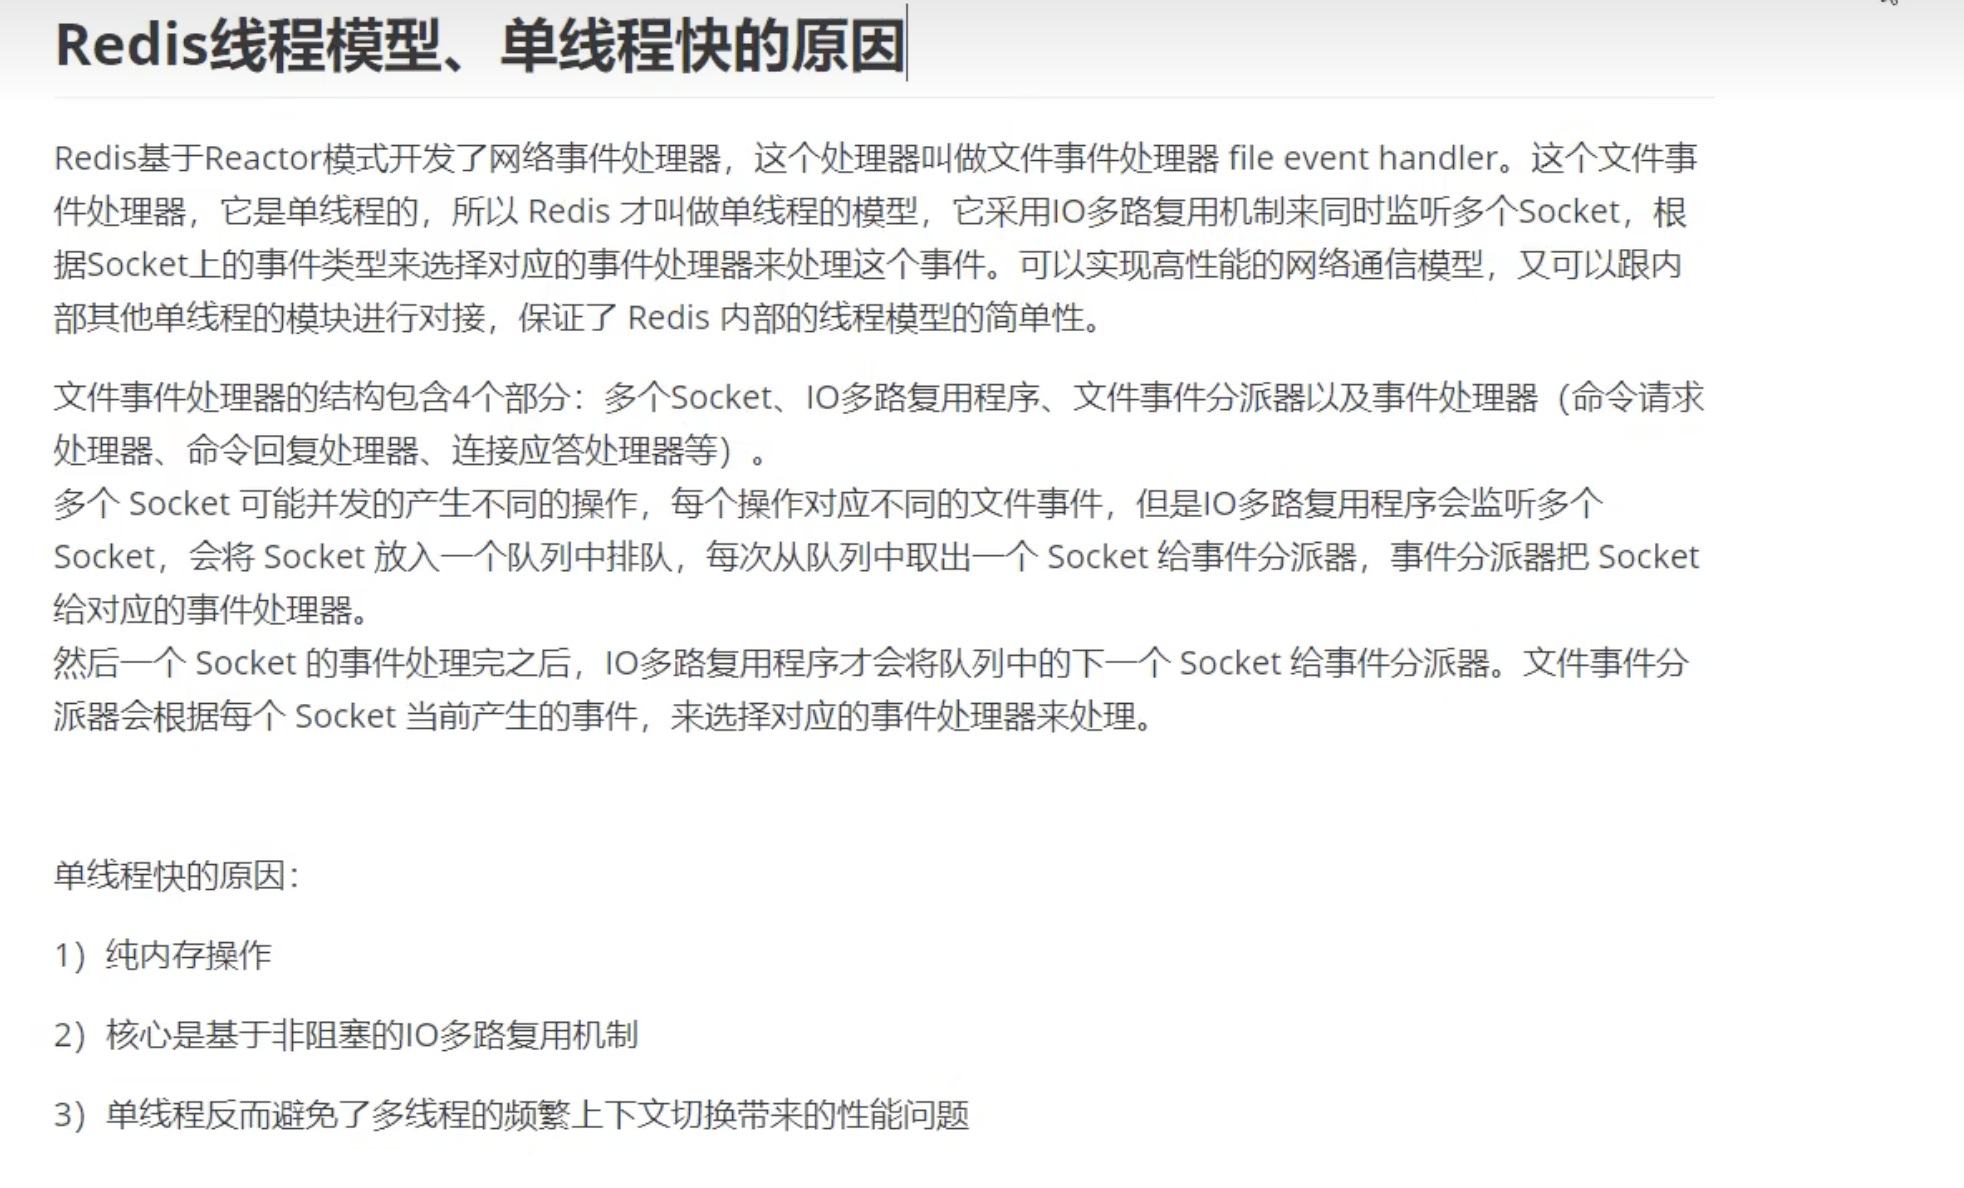 Redis线程模型、单线程快的原因
Redis基于Reactor模式开发了网络事件处理器，这个处理器叫做文件事件处理器 file event handler。这个文件事
件处理器，它是单线程的，所以 Redis 才叫做单线程的模型，它采用IO多路复用机制来同时监听多个Socket，根
据Socket上的事件类型来选择对应的事件处理器来处理这个事件。可以实现高性能的网络通信模型，又可以跟内
部其他单线程的模块进行对接，保证了 Redis 内部的线程模型的简单性。
文件事件处理器的结构包含4个部分：多个Socket、IO多路复用程序、文件事件分派器以及事件处理器（命令请求
处理器、命令回复处理器、连接应答处理器等）。
多个 Socket 可能并发的产生不同的操作，每个操作对应不同的文件事件，但是IO多路复用程序会监听多个
Socket，会将 Socket 放入一个队列中排队，每次从队列中取出一个 Socket 给事件分派器，事件分派器把 Socket
给对应的事件处理器。
然后一个 Socket 的事件处理完之后，IO多路复用程序才会将队列中的下一个 Socket 给事件分派器。文件事件分
派器会根据每个 Socket 当前产生的事件，来选择对应的事件处理器来处理。
单线程快的原因：
1）纯内存操作
2）核心是基于非阻塞的IO多路复用机制
3）单线程反而避免了多线程的频繁上下文切换带来的性能问题